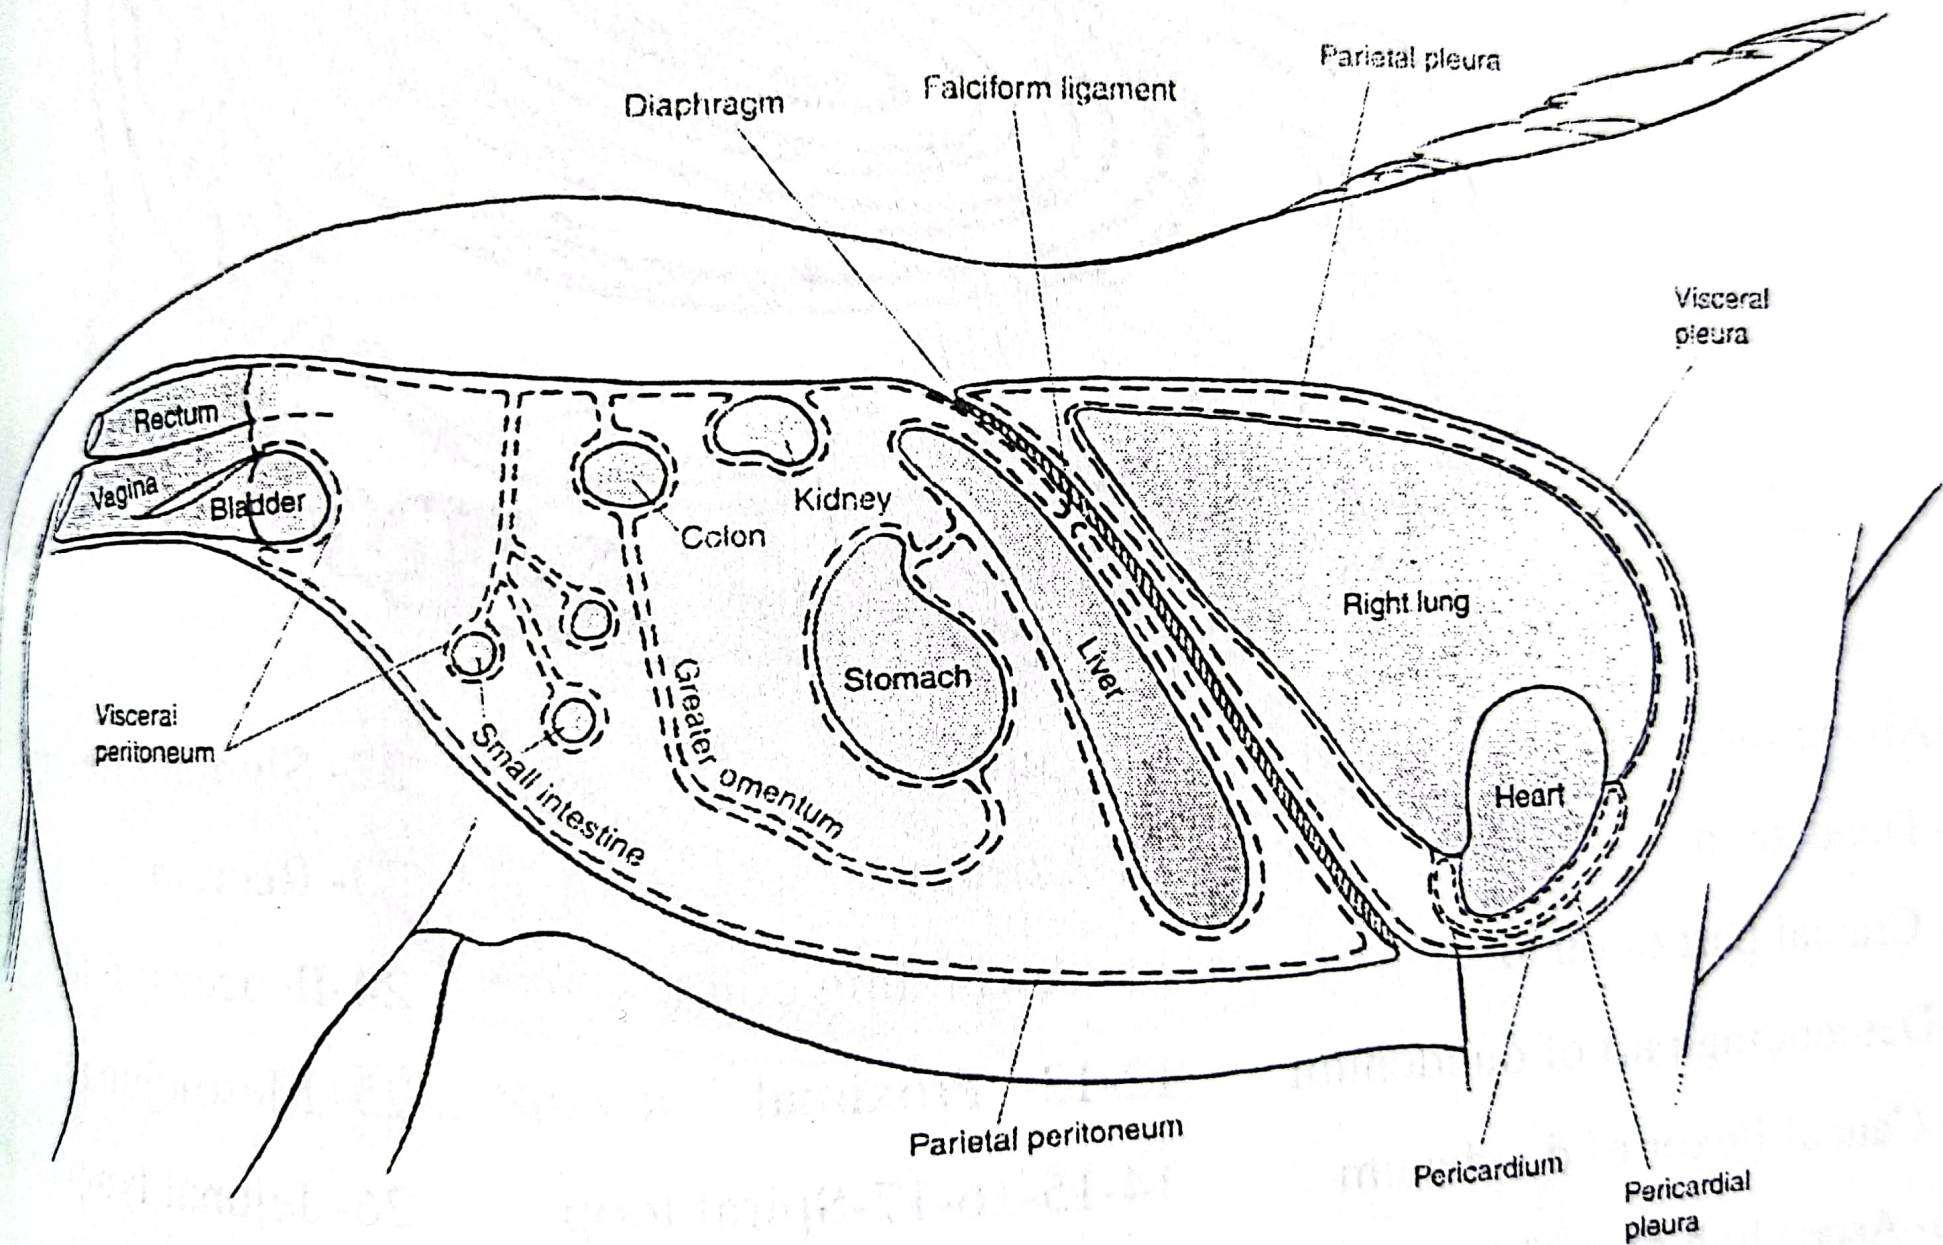 Parietal pleura
Falciform ligament
Diaphragm
Visceral
pleura
Rectum
Vagina
Bladder
Kidney
Colon
Right lung
Liver
Stomach
Greater omentum
Visceral
peritoneum
Small intestine
Heart
Parietal peritoneum
Pericardium
Pericardial
pleura